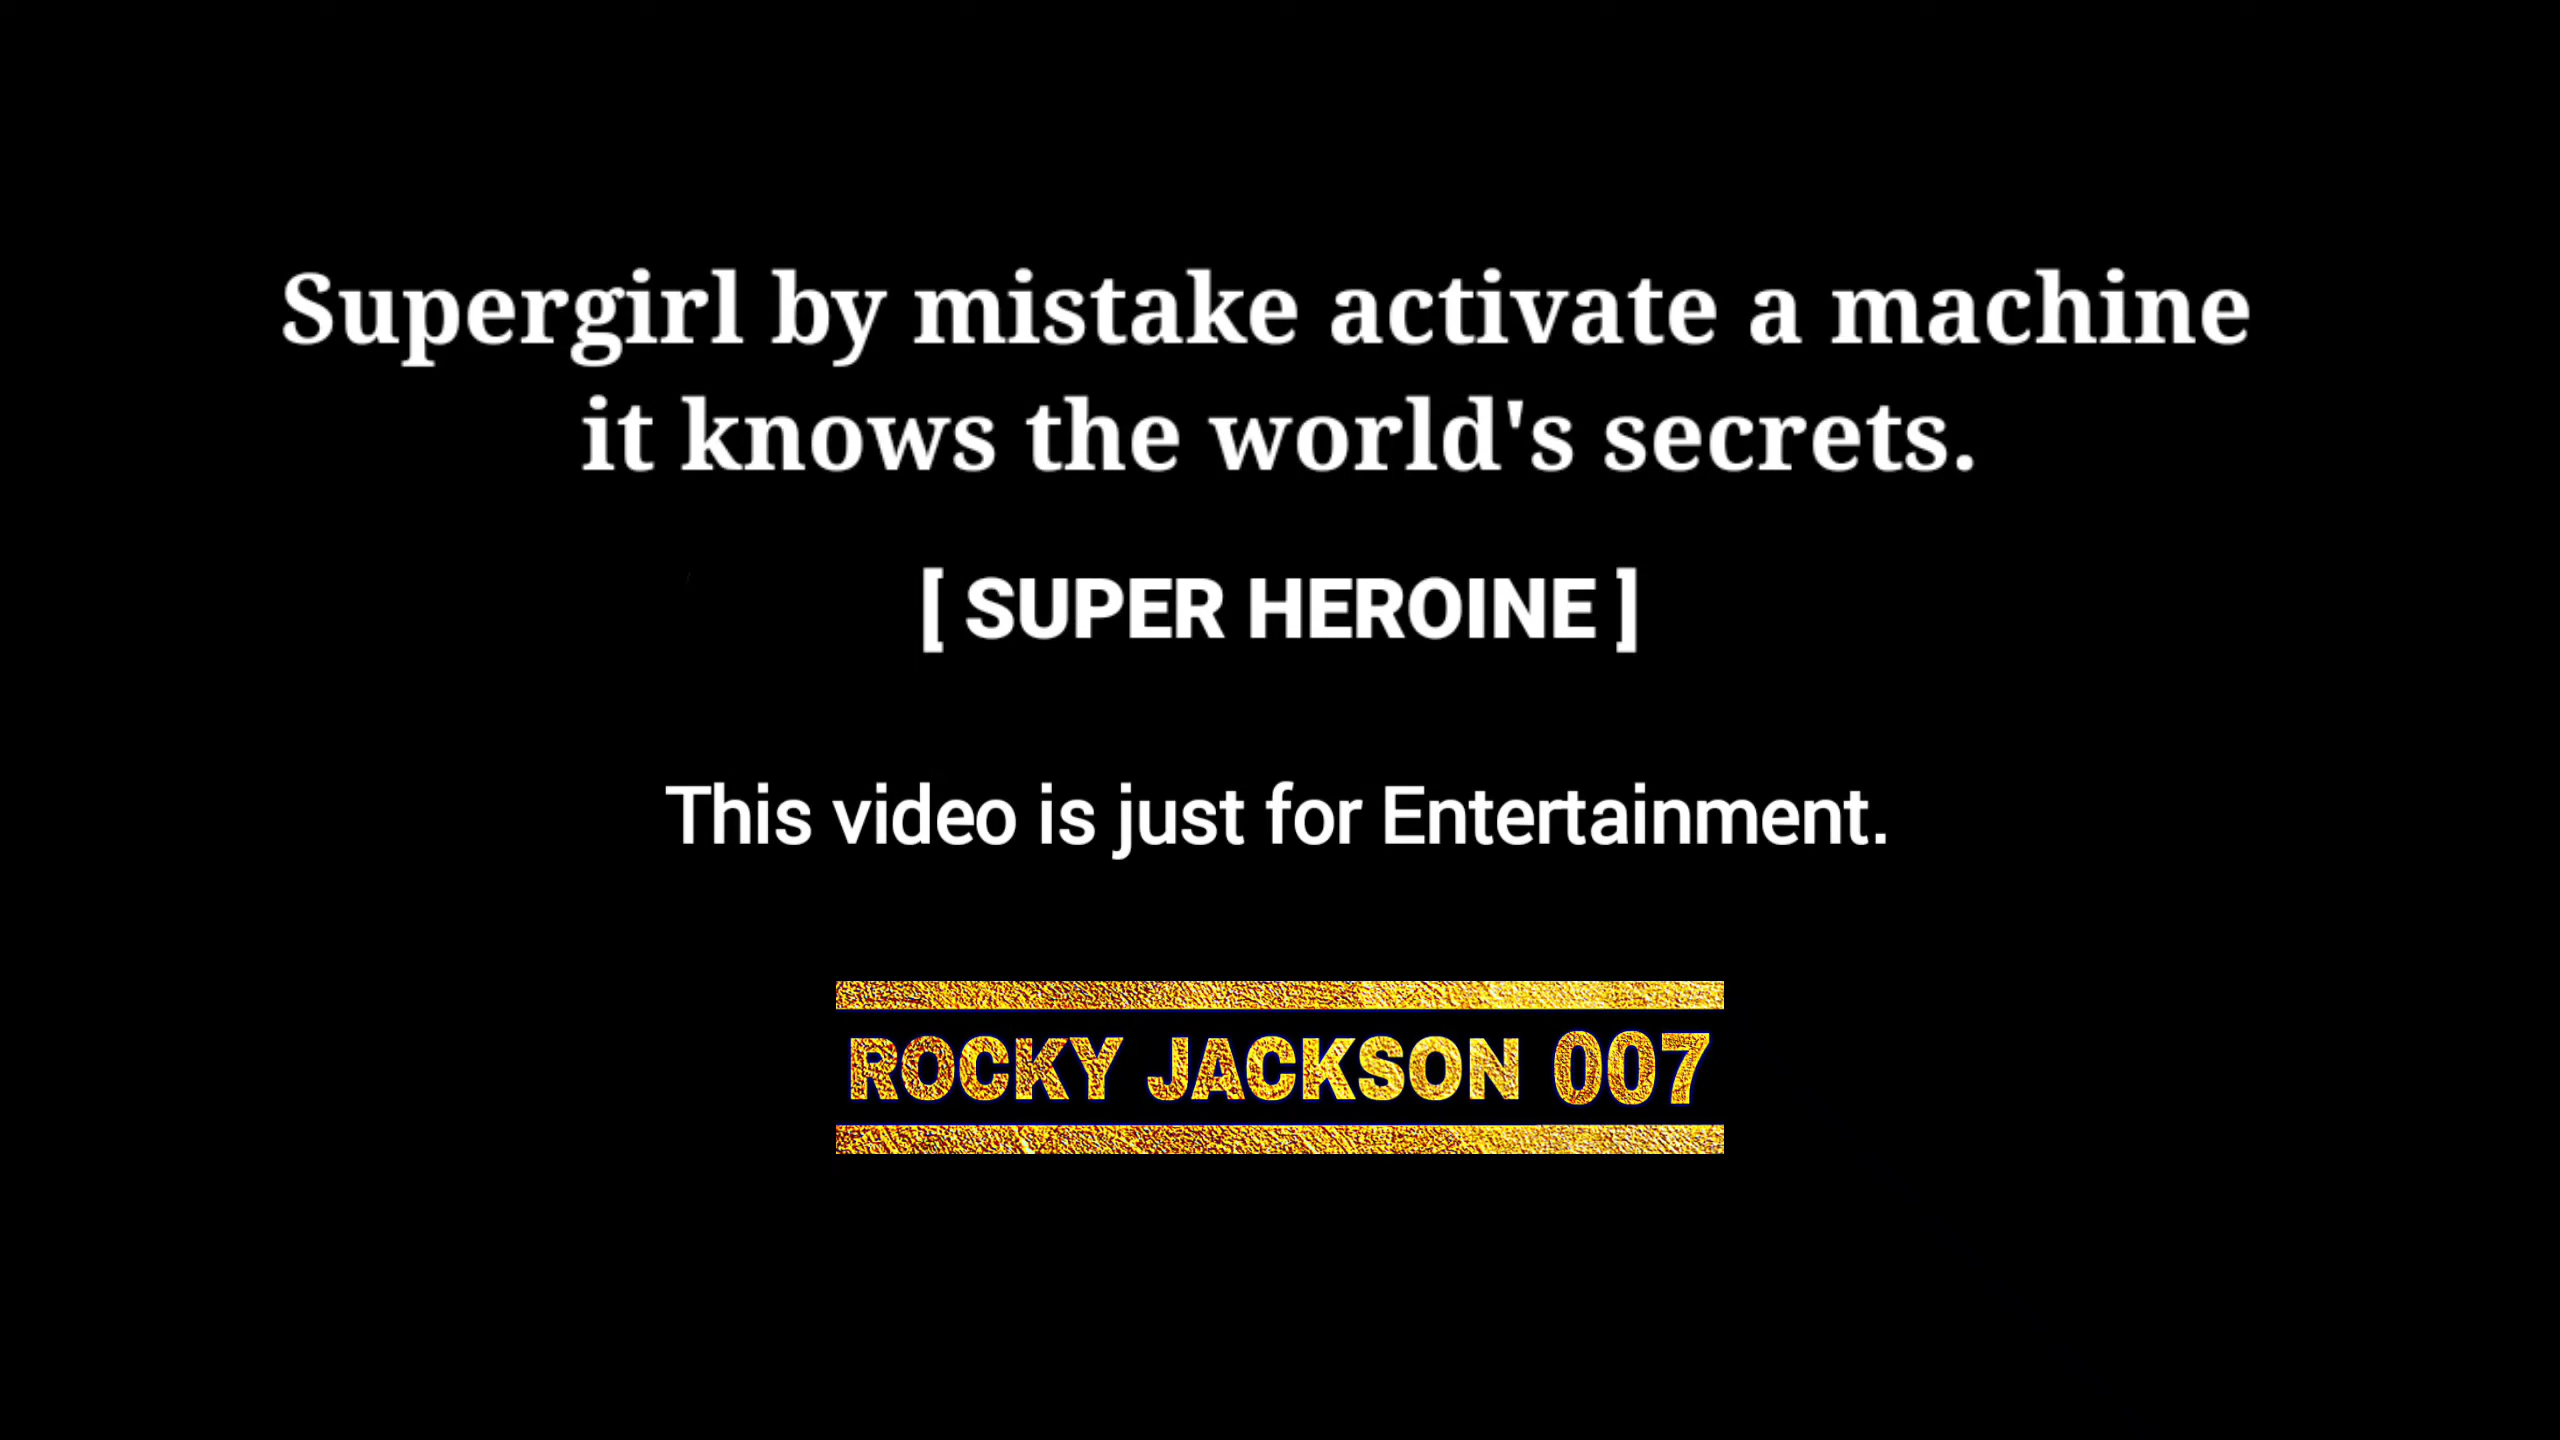 Supergirl by mistake activate a machine
it knows the world's secrets.
[ SUPER HEROINE ]
This video is just for Entertainment.
ROCKY JACKSON 007